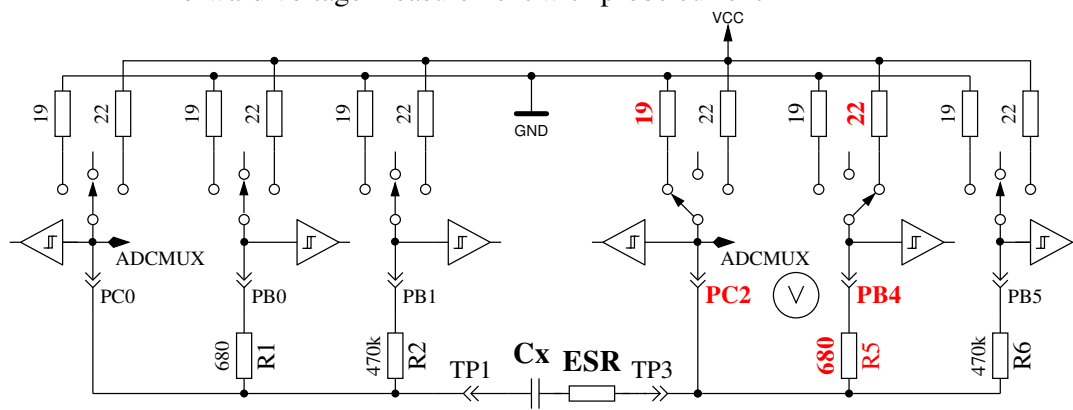 VCC
19
22
19
22
19
22
GND
19
22
19
22
19
22
ADCMUX
ADCMUX
PC0
PB0
PB1
PC2
V
PB4
PB5
680
R1
470k
R2
680
R5
470k
R6
TP1
Cx
ESR
TP3